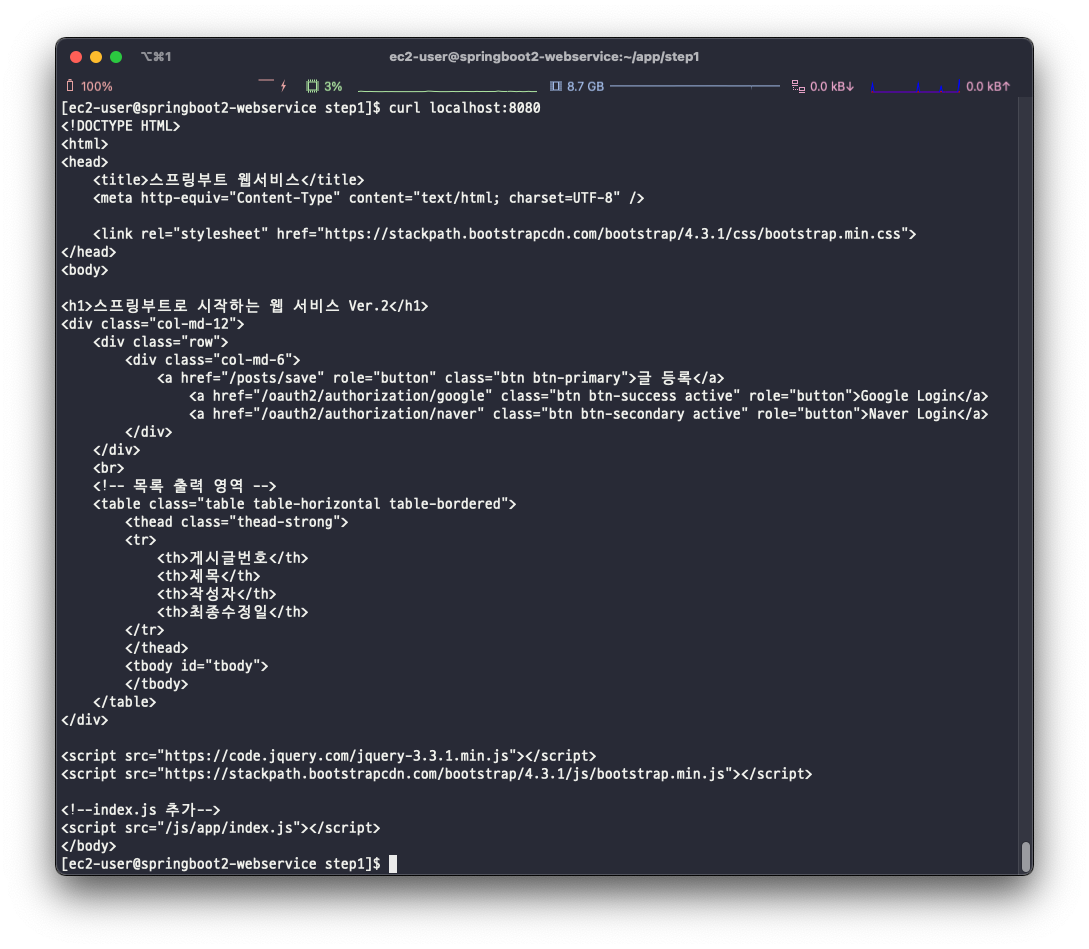 ⌥⌘1 ec2-user@springboot2-webservice:~/app/step1
100% 3% 8.7 GB 0.0 kB↓ 0.0 kB↑
[ec2-user@springboot2-webservice step1]$ curl localhost:8080
<!DOCTYPE HTML>
<html>
<head>
    <title>스프링부트 웹서비스</title>
    <meta http-equiv="Content-Type" content="text/html; charset=UTF-8" />
    <link rel="stylesheet" href="https://stackpath.bootstrapcdn.com/bootstrap/4.3.1/css/bootstrap.min.css">
</head>
<body>
<h1>스프링부트로 시작하는 웹 서비스 Ver.2</h1>
<div class="col-md-12">
    <div class="row">
        <div class="col-md-6">
            <a href="/posts/save" role="button" class="btn btn-primary">글 등록</a>
                <a href="/oauth2/authorization/google" class="btn btn-success active" role="button">Google Login</a>
                <a href="/oauth2/authorization/naver" class="btn btn-secondary active" role="button">Naver Login</a>
        </div>
    </div>
    <br>
    <!-- 목록 출력 영역 -->
    <table class="table table-horizontal table-bordered">
        <thead class="thead-strong">
        <tr>
            <th>게시글번호</th>
            <th>제목</th>
            <th>작성자</th>
            <th>최종수정일</th>
        </tr>
        </thead>
        <tbody id="tbody">
        </tbody>
    </table>
</div>
<script src="https://code.jquery.com/jquery-3.3.1.min.js"></script>
<script src="https://stackpath.bootstrapcdn.com/bootstrap/4.3.1/js/bootstrap.min.js"></script>
<!--index.js 추가-->
<script src="/js/app/index.js"></script>
</body>
[ec2-user@springboot2-webservice step1]$